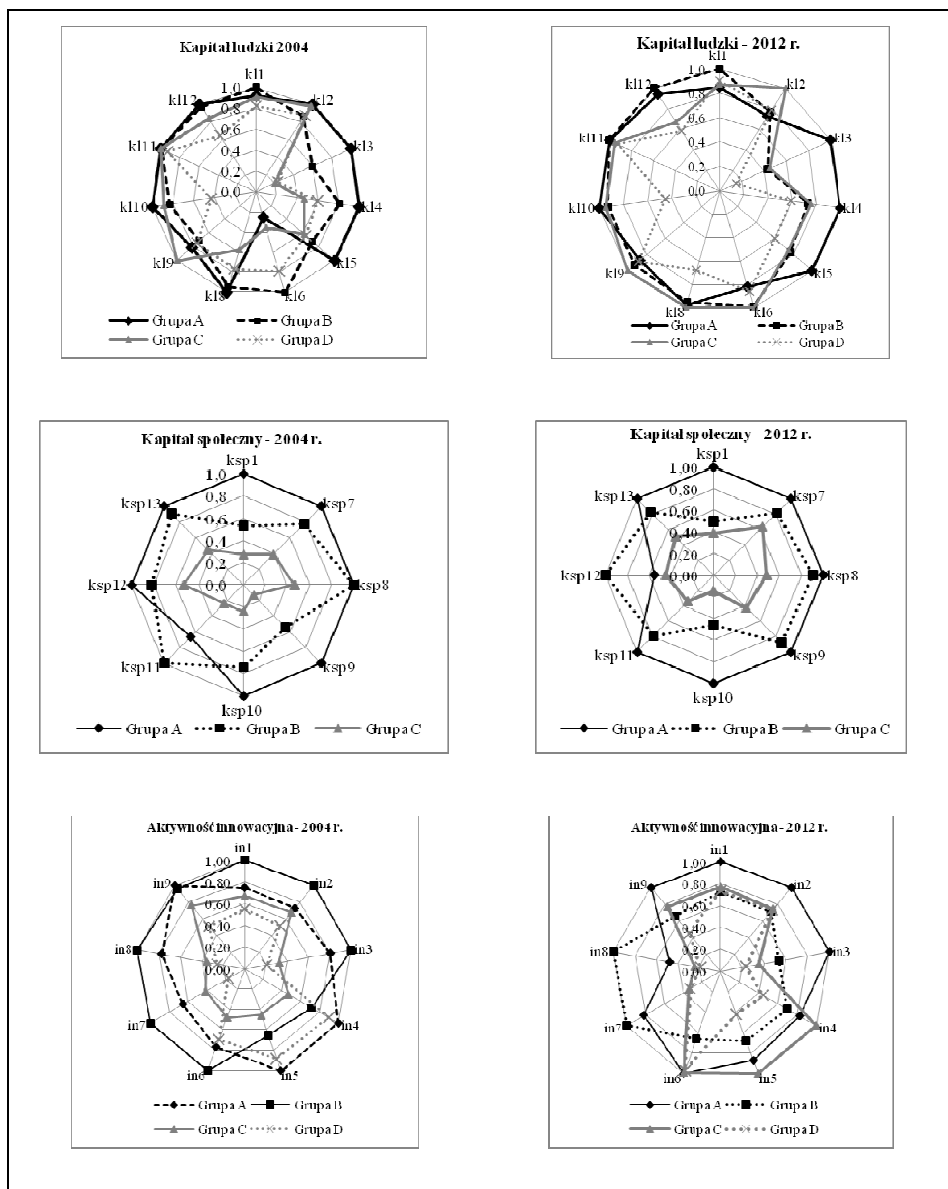 Kapitał ludzki 2004
kl1
kl2
kl3
kl4
kl5
kl6
kl8
kl9
kl10
kl11
kl12
1,0
0,8
0,6
0,4
0,2
0,0
Grupa A
Grupa B
Grupa C
Grupa D
Kapitał ludzki - 2012 r.
kl1
kl2
kl3
kl4
kl5
kl6
kl8
kl9
kl10
kl11
kl12
1,0
0,8
0,6
0,4
0,2
0,0
Grupa A
Grupa B
Grupa C
Grupa D
Kapitał społeczny - 2004 r.
ksp1
ksp7
ksp8
ksp9
ksp10
ksp11
ksp12
ksp13
1,0
0,8
0,6
0,4
0,2
0,0
Grupa A Grupa B Grupa C
Kapitał społeczny - 2012 r.
ksp1
ksp7
ksp8
ksp9
ksp10
ksp11
ksp12
ksp13
1,00
0,80
0,60
0,40
0,20
0,00
Grupa A Grupa B Grupa C
Aktywność innowacyjna - 2004 r.
in1
in2
in3
in4
in5
in6
in7
in8
in9
1,00
0,80
0,60
0,40
0,20
0,00
Grupa A Grupa B
Grupa C Grupa D
Aktywność innowacyjna - 2012 r.
in1
in2
in3
in4
in5
in6
in7
in8
in9
1,00
0,80
0,60
0,40
0,20
0,00
Grupa A Grupa B
Grupa C Grupa D